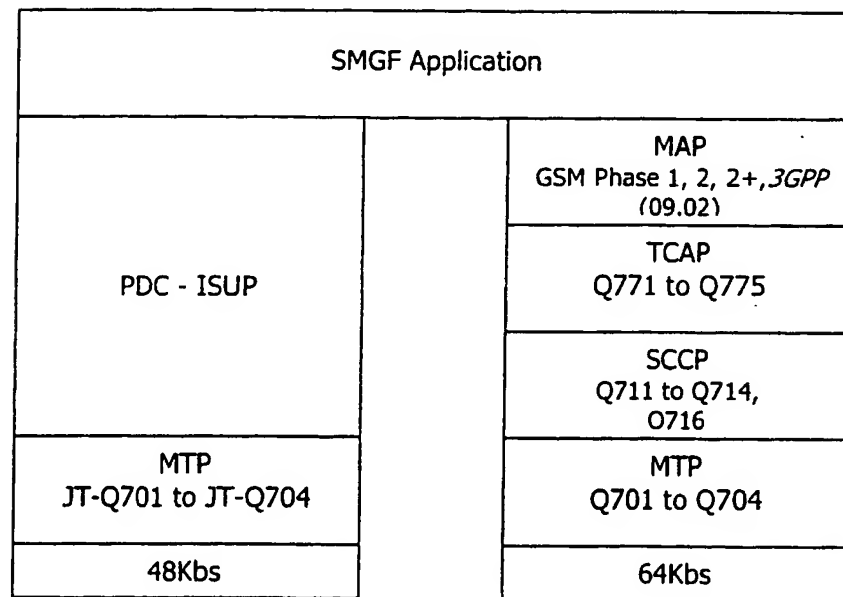 SMGF Application
PDC - ISUP
MTP
JT-Q701 to JT-Q704
48Kbs
MAP
GSM Phase 1, 2, 2+, 3GPP
(09.02)
TCAP
Q771 to Q775
SCCP
Q711 to Q714,
O716
MTP
Q701 to Q704
64Kbs